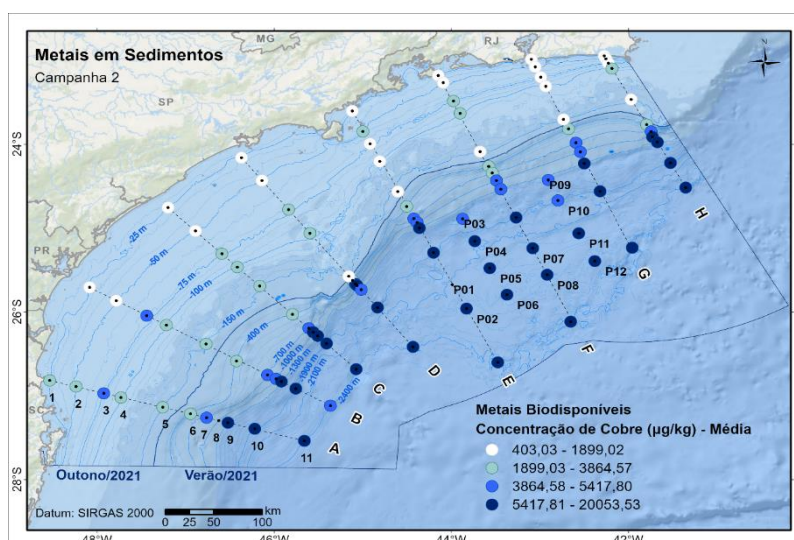 MG
RJ
Metais em Sedimentos
Campanha 2
SP
24°S
-25 m
-50 m
-75 m
-100 m
-150 m
-400 m
PR
P09
P10
P03
P04
P05
P06
P07
P08
P11
P12
P01
P02
H
G
F
E
D
C
B
A
26°S
-700 m
-1000 m
-1300 m
-1900 m
-2100 m
-2400 m
SC
1
2
3
4
5
6
7
8
9
10
11
28°S
Outono/2021
Verão/2021
Metais Biodisponíveis
Concentração de Cobre (µg/kg) - Média
403,03 - 1899,02
1899,03 - 3864,57
3864,58 - 5417,80
5417,81 - 20053,53
Datum: SIRGAS 2000
km
0 25 50 100
48°W
46°W
44°W
42°W